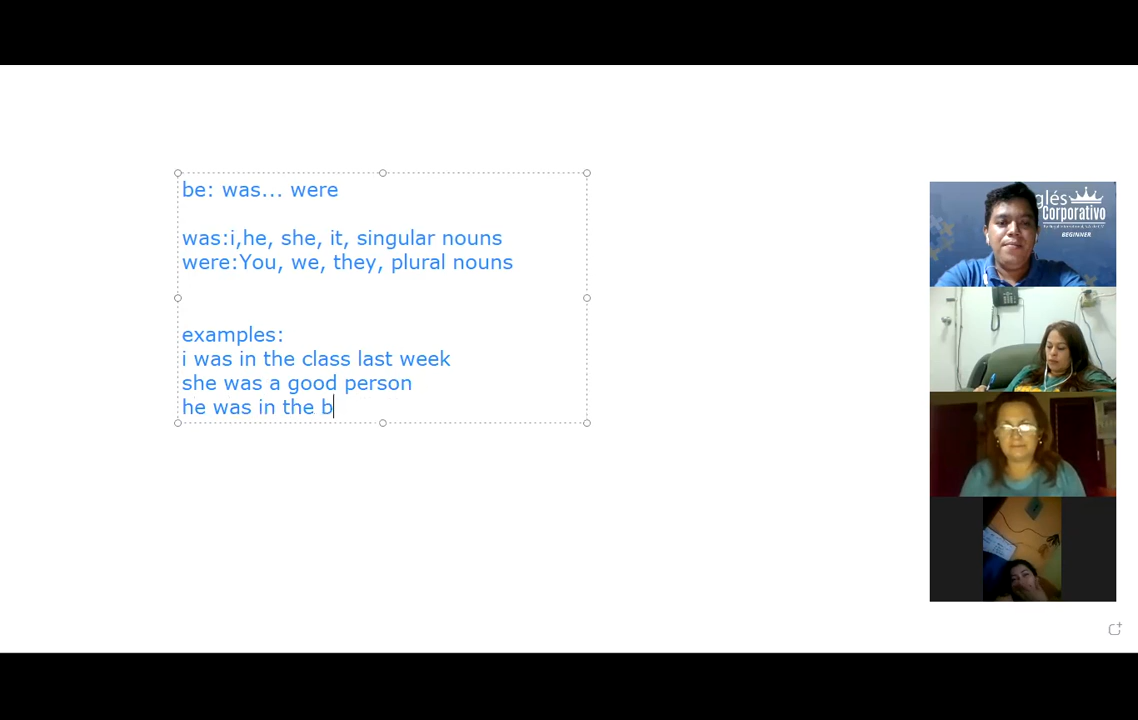 be: was... were
was:i,he, she, it, singular nouns
were:You, we, they, plural nouns
examples:
i was in the class last week
she was a good person
he was in the b
glés
Corporativo
BEGINNER